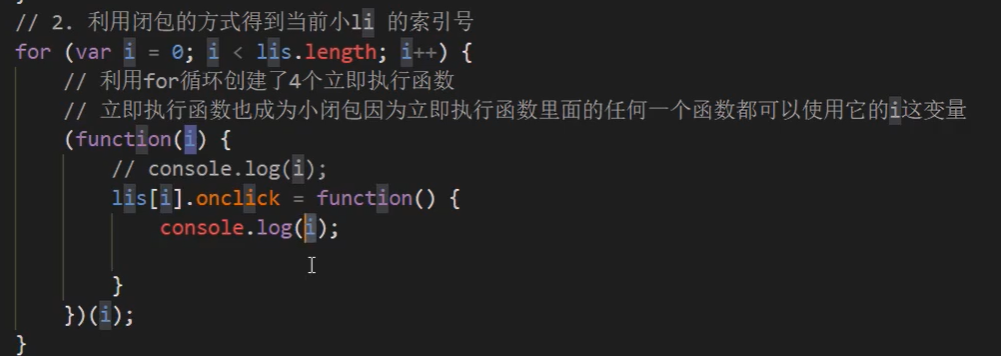 // 2. 利用闭包的方式得到当前小li 的索引号
for (var i = 0; i < lis.length; i++) {
// 利用for循环创建了4个立即执行函数
// 立即执行函数也成为小闭包因为立即执行函数里面的任何一个函数都可以使用它的i这变量
(function(i) {
// console.log(i);
lis[i].onclick = function() {
console.log(i);
}
})(i);
}